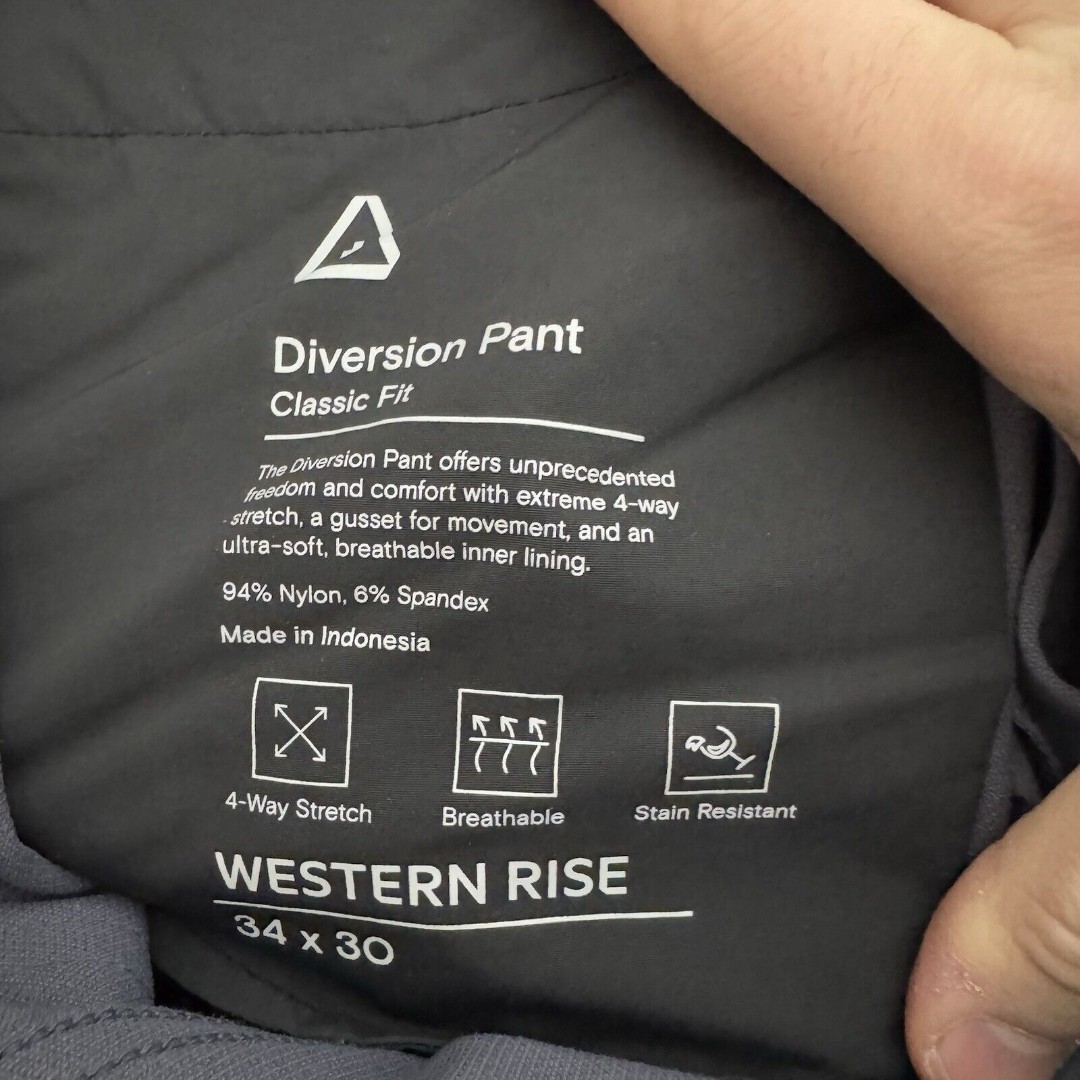 Diversion Pant
Classic Fit
The Diversion Pant offers unprecedented
freedom and comfort with extreme 4-way
stretch, a gusset for movement, and an
ultra-soft, breathable inner lining.
94% Nylon, 6% Spandex
Made in Indonesia
4-Way Stretch
Breathable
Stain Resistant
WESTERN RISE
34 x 30